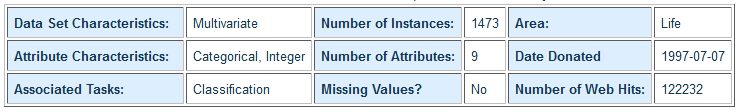 Data Set Characteristics: Multivariate Number of Instances: 1473 Area: Life
Attribute Characteristics: Categorical, Integer Number of Attributes: 9 Date Donated 1997-07-07
Associated Tasks: Classification Missing Values? No Number of Web Hits: 122232